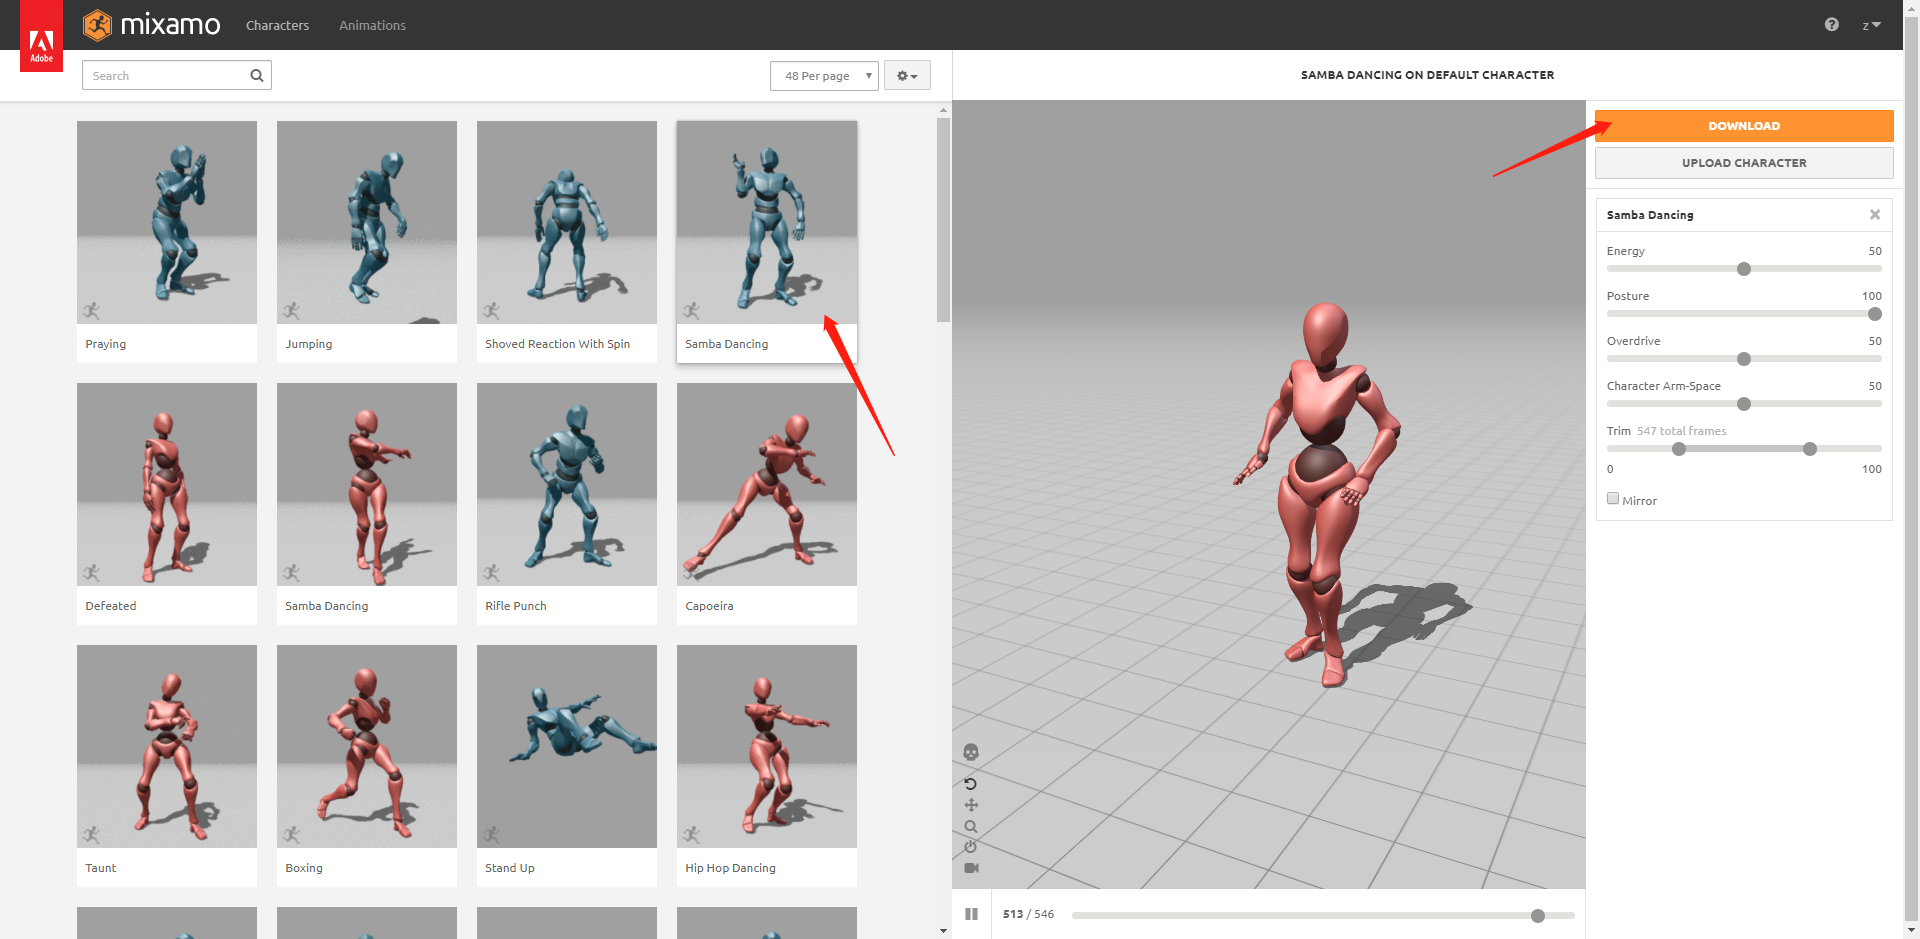 Adobe
mixamo
Characters
Animations
z
Search
48 Per page
SAMBA DANCING ON DEFAULT CHARACTER
DOWNLOAD
UPLOAD CHARACTER
Praying
Jumping
Shoved Reaction With Spin
Samba Dancing
Defeated
Samba Dancing
Rifle Punch
Capoeira
Taunt
Boxing
Stand Up
Hip Hop Dancing
Samba Dancing
Energy 50
Posture 100
Overdrive 50
Character Arm-Space 50
Trim 547 total frames
0 100
Mirror
513 / 546